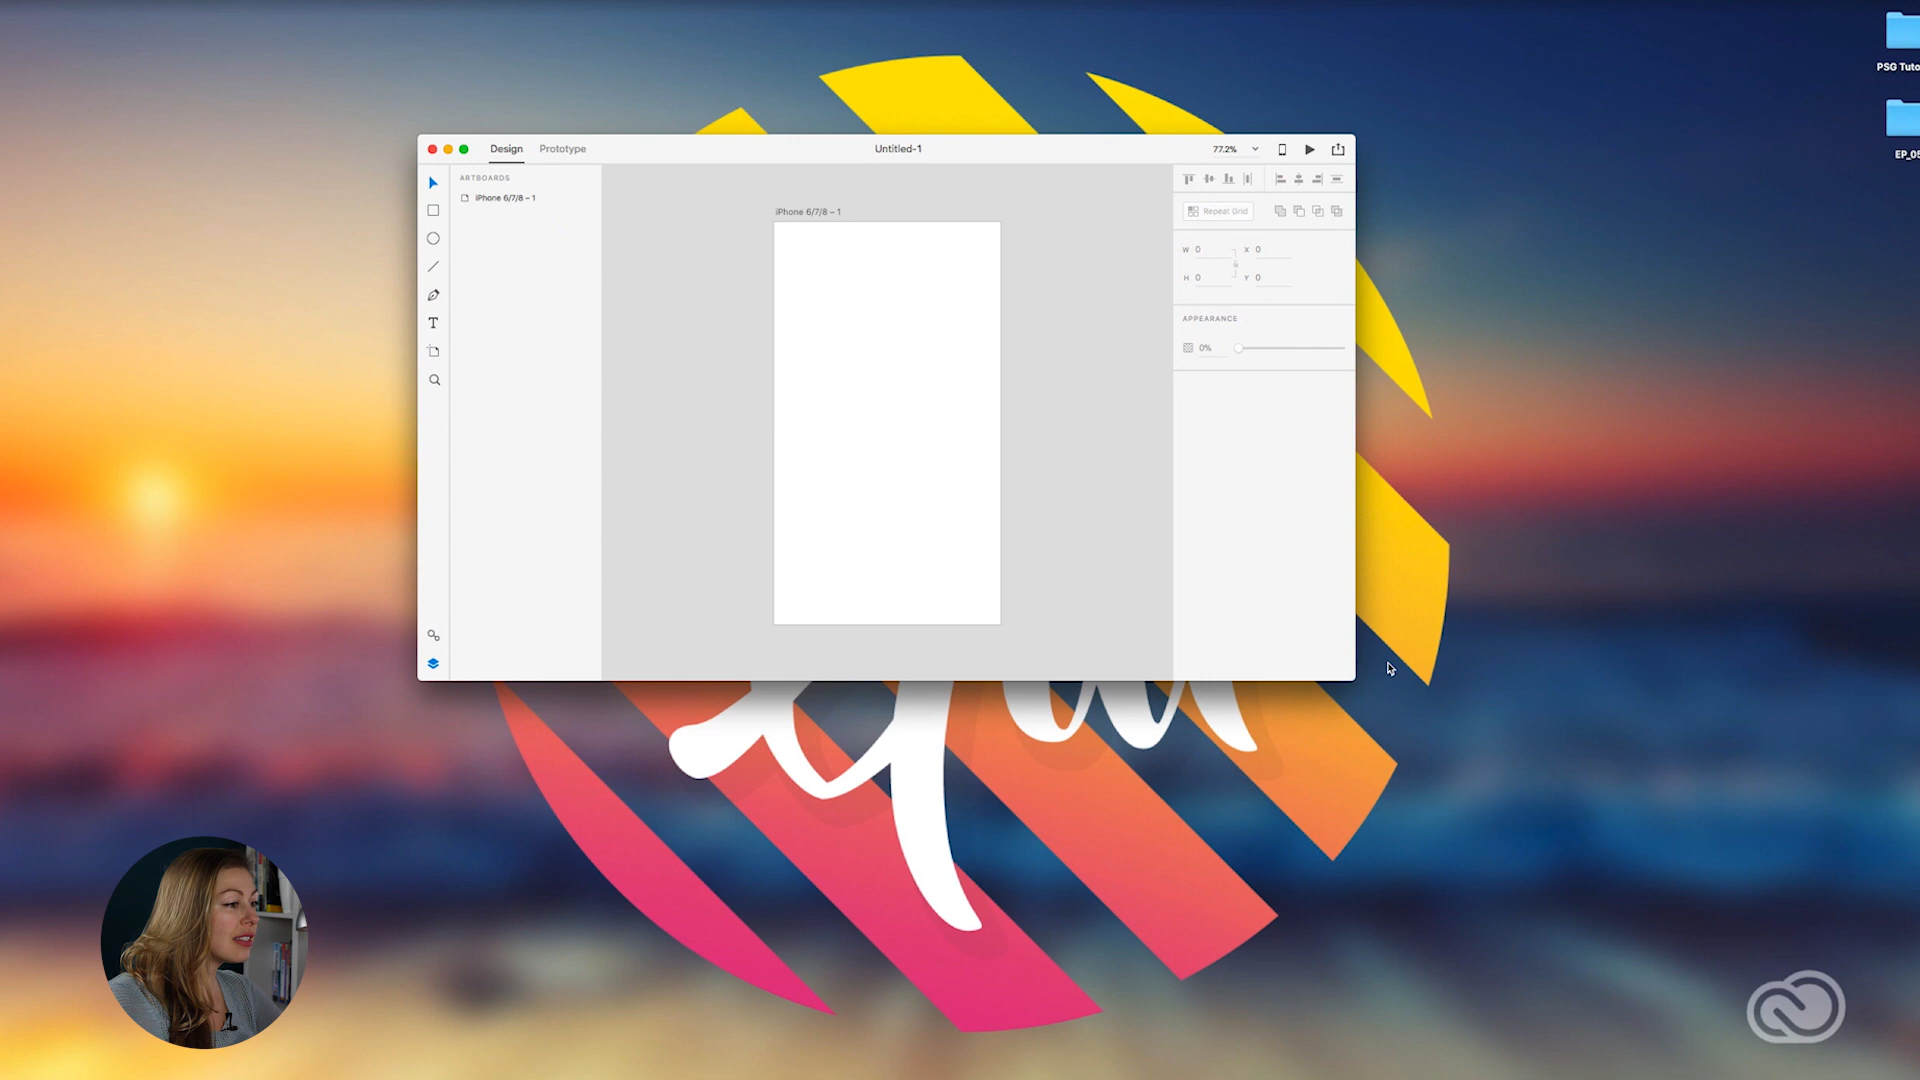 PSG Tuto
EP_05
Design
Prototype
Untitled-1
77.2%
ARTBOARDS
iPhone 6/7/8 – 1
iPhone 6/7/8 – 1
Repeat Grid
W 0
X 0
H 0
Y 0
APPEARANCE
0%